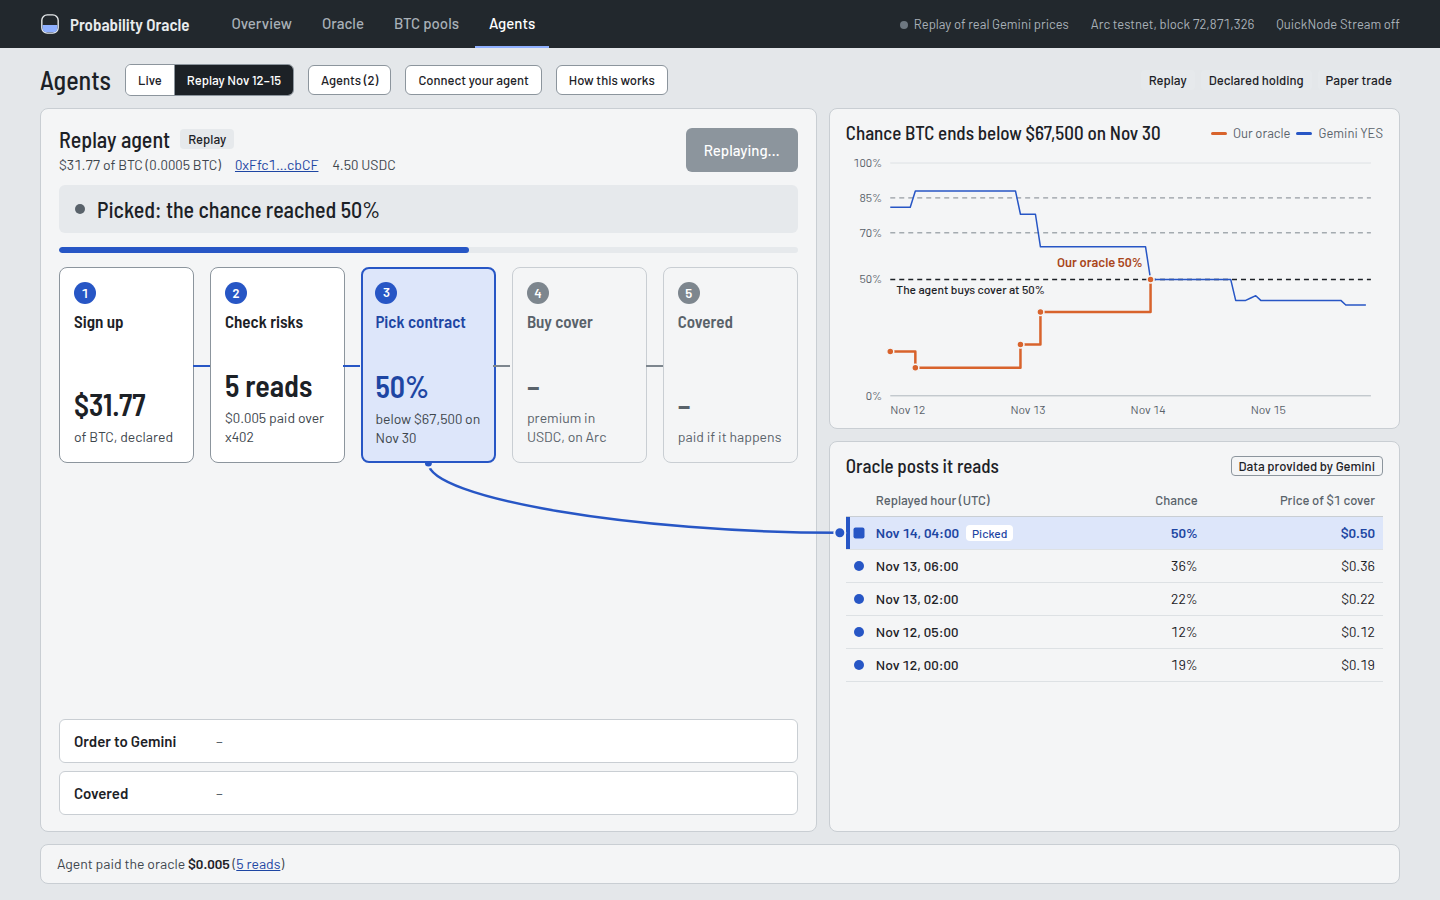 Probability Oracle
Overview
Oracle
BTC pools
Agents
Replay of real Gemini prices
Arc testnet, block 72,871,326
QuickNode Stream off
Agents
Live
Replay Nov 12–15
Agents (2)
Connect your agent
How this works
Replay
Declared holding
Paper trade
Replay agent
Replay
$31.77 of BTC (0.0005 BTC)
0xFfc1...cbCF
4.50 USDC
Replaying...
Picked: the chance reached 50%
1
Sign up
$31.77
of BTC, declared
2
Check risks
5 reads
$0.005 paid over
x402
3
Pick contract
50%
below $67,500 on
Nov 30
4
Buy cover
–
premium in
USDC, on Arc
5
Covered
–
paid if it happens
Order to Gemini
–
Covered
–
Chance BTC ends below $67,500 on Nov 30
Our oracle
Gemini YES
100%
85%
70%
50%
0%
Our oracle 50%
The agent buys cover at 50%
Nov 12
Nov 13
Nov 14
Nov 15
Oracle posts it reads
Data provided by Gemini
Replayed hour (UTC)
Chance
Price of $1 cover
Nov 14, 04:00
Picked
50%
$0.50
Nov 13, 06:00
36%
$0.36
Nov 13, 02:00
22%
$0.22
Nov 12, 05:00
12%
$0.12
Nov 12, 00:00
19%
$0.19
Agent paid the oracle $0.005 (5 reads)